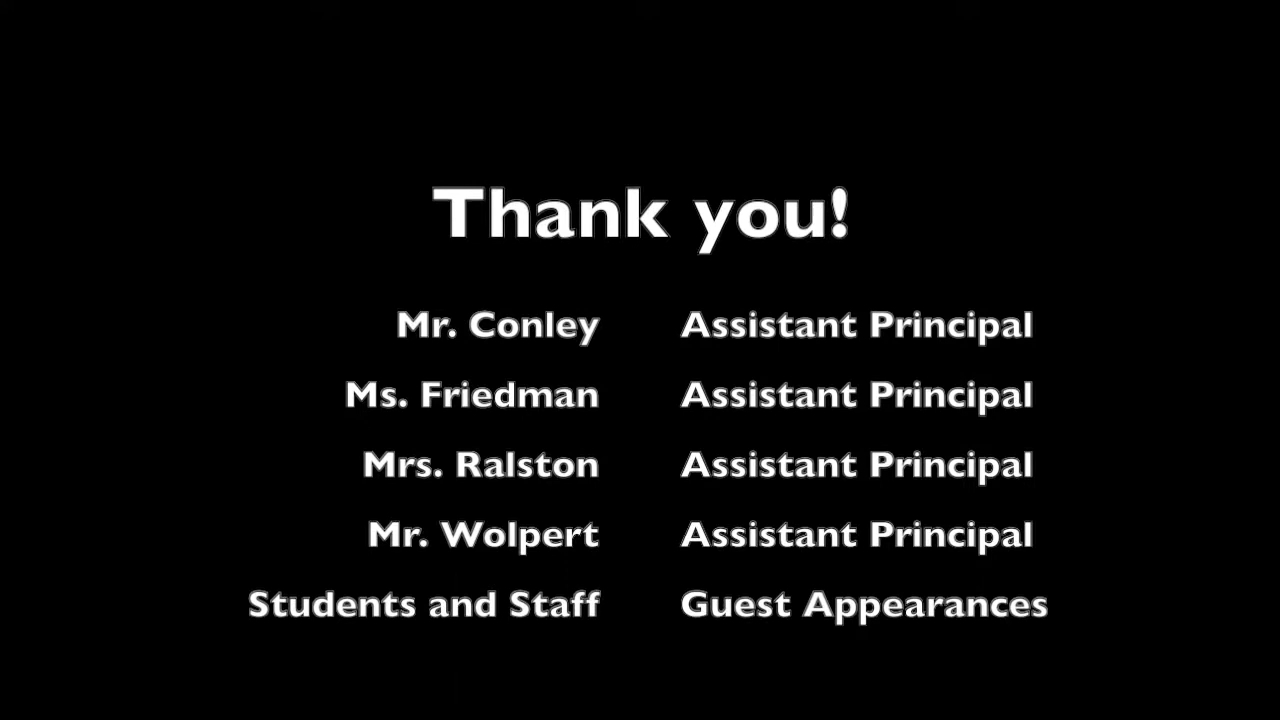 Thank you!
Mr. Conley Assistant Principal
Ms. Friedman Assistant Principal
Mrs. Ralston Assistant Principal
Mr. Wolpert Assistant Principal
Students and Staff Guest Appearances